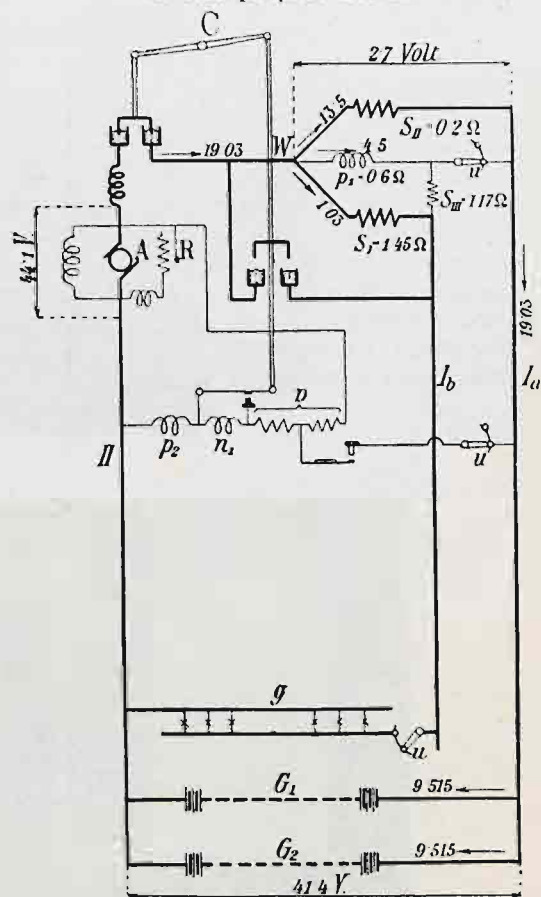 C
2·7 Volt
W
13·5
S_II = 0·2 Ω
19·03
4·5
u
p_1 = 0·6 Ω
S_III = 1·17 Ω
1·03
S_I = 1·45 Ω
44·1 V.
A
R
19·03
I_b
I_a
p
II
p_2
n_1
u
g
u
G_1
9·515
G_2
9·515
41·4 V.